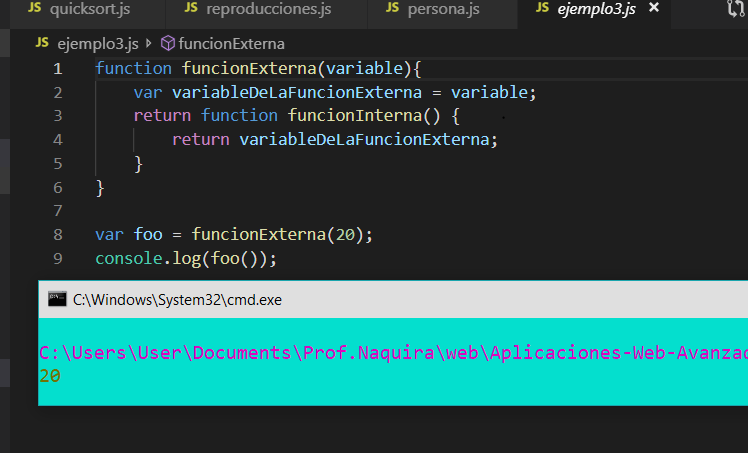 JS quicksort.js JS reproducciones.js JS persona.js JS ejemplo3.js ×
JS ejemplo3.js > funcionExterna
1 function funcionExterna(variable){
2 var variableDeLaFuncionExterna = variable;
3 return function funcionInterna() {
4 return variableDeLaFuncionExterna;
5 }
6 }
7
8 var foo = funcionExterna(20);
9 console.log(foo());
C:\Windows\System32\cmd.exe
C:\Users\User\Documents\Prof.Naquira\web\Aplicaciones-Web-Avanzad
20